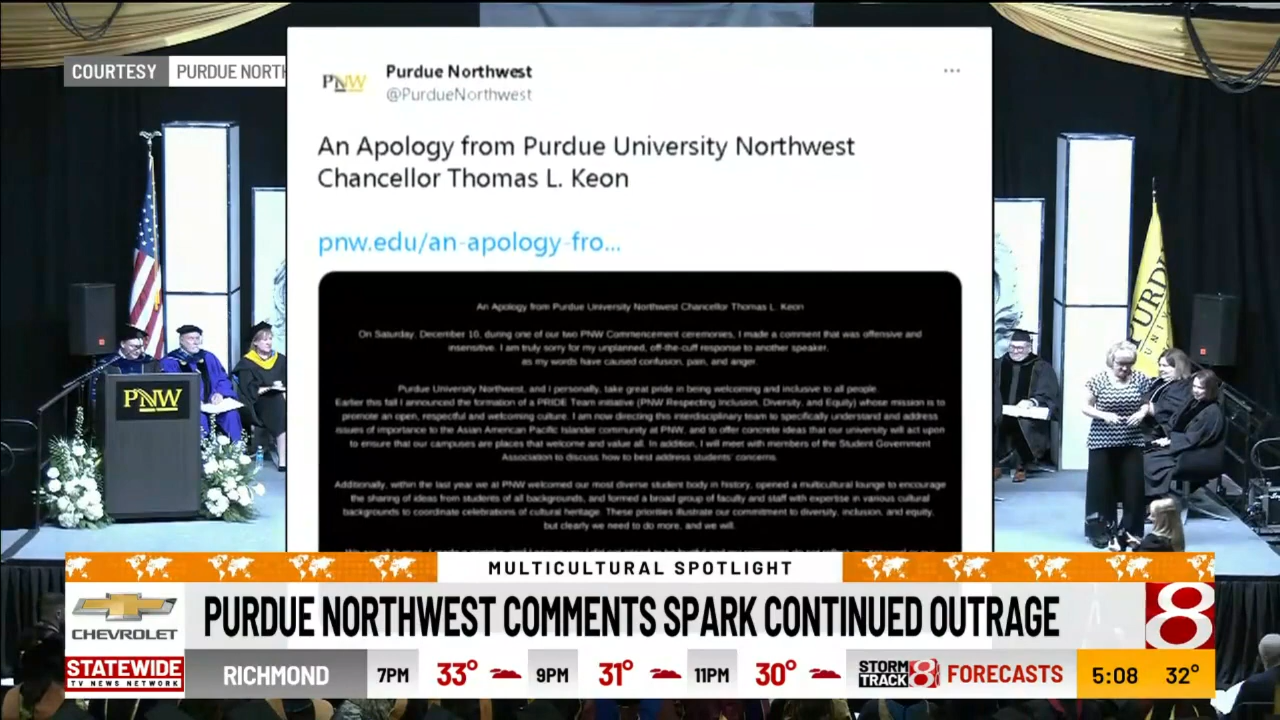 COURTESY PURDUE NORTH
PNW
Purdue Northwest
@PurdueNorthwest
...
An Apology from Purdue University Northwest
Chancellor Thomas L. Keon
pnw.edu/an-apology-fro...
An Apology from Purdue University Northwest Chancellor Thomas L. Keon
On Saturday, December 10, during one of our two PNW Commencement ceremonies, I made a comment that was offensive and
insensitive. I am truly sorry for my unplanned, off-the-cuff response to another speaker,
as my words have caused confusion, pain, and anger.
Purdue University Northwest, and I personally, take great pride in being welcoming and inclusive to all people.
Earlier this fall I announced the formation of a PRIDE Team initiative (PNW Respecting Inclusion, Diversity, and Equity) whose mission is to
promote an open, respectful and welcoming culture. I am now directing this interdisciplinary team to specifically understand and address
issues of importance to the Asian American Pacific Islander community at PNW, and to offer concrete ideas that our university will act upon
to ensure that our campuses are places that welcome and value all. In addition, I will meet with members of the Student Government
Association to discuss how to best address students' concerns.
Additionally, within the last year we at PNW welcomed our most diverse student body in history, opened a multicultural lounge to encourage
the sharing of ideas from students of all backgrounds, and formed a broad group of faculty and staff with expertise in various cultural
backgrounds to coordinate celebrations of cultural heritage. These priorities illustrate our commitment to diversity, inclusion, and equity,
but clearly we need to do more, and we will.
PNW
PURDUE
UNIV
MULTICULTURAL SPOTLIGHT
CHEVROLET
PURDUE NORTHWEST COMMENTS SPARK CONTINUED OUTRAGE
8
STATEWIDE
TV NEWS NETWORK
RICHMOND 7PM 33° 9PM 31° 11PM 30°
STORM
TRACK 8 FORECASTS
5:08 32°